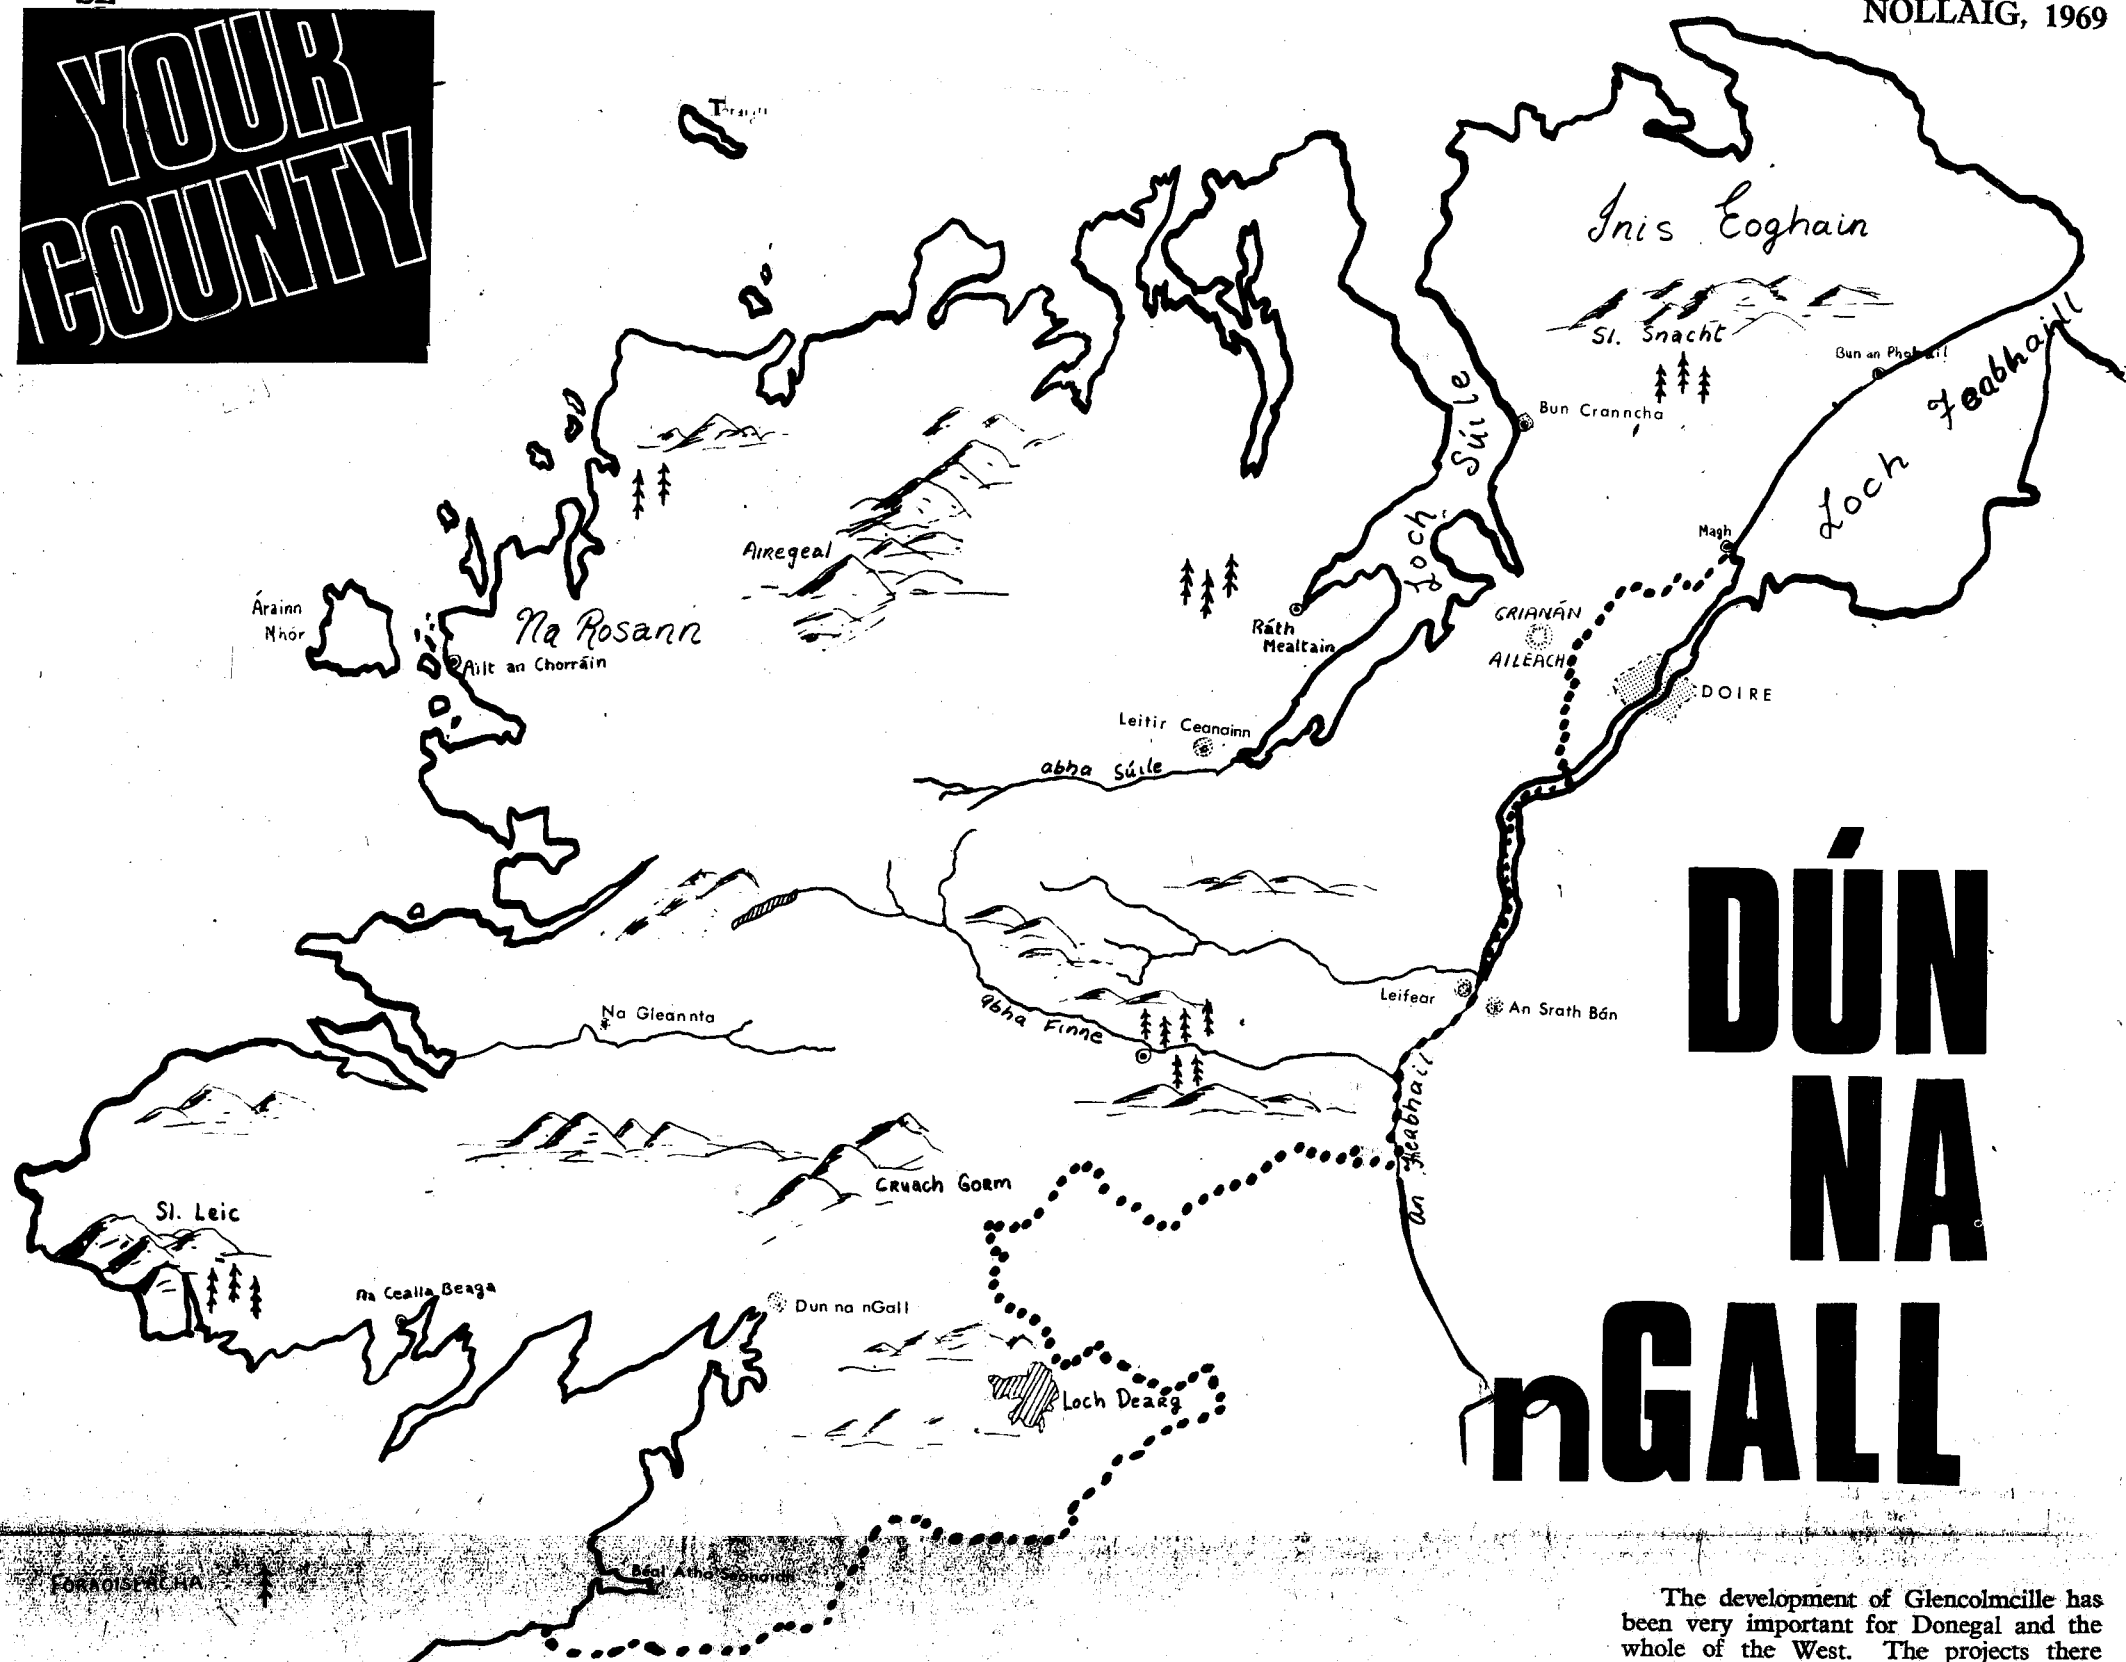 NOLLAIG, 1969
YOUR
COUNTY
Inis Eoghain
Sl. Snacht
Bun an Phobail
Loch Feabhaill
Bun Cranncha
Loch Súile
Magh
Airegeal
Árainn
Mhór
Na Rosann
Ailt an Chorráin
Ráth
Mealtain
GRIANÁN
AILEACH
DOIRE
Leitir Ceanainn
abha Súile
DÚN
NA
nGALL
Leifear
An Srath Bán
Na Gleannta
abha Finne
an Feabhail
Cruach Gorm
Sl. Leic
Na Cealla Beaga
Dun na nGall
Loch Dearg
Béal Atha Seanaidh
FORAOISEACHA
The development of Glencolmcille has
been very important for Donegal and the
whole of the West. The projects there